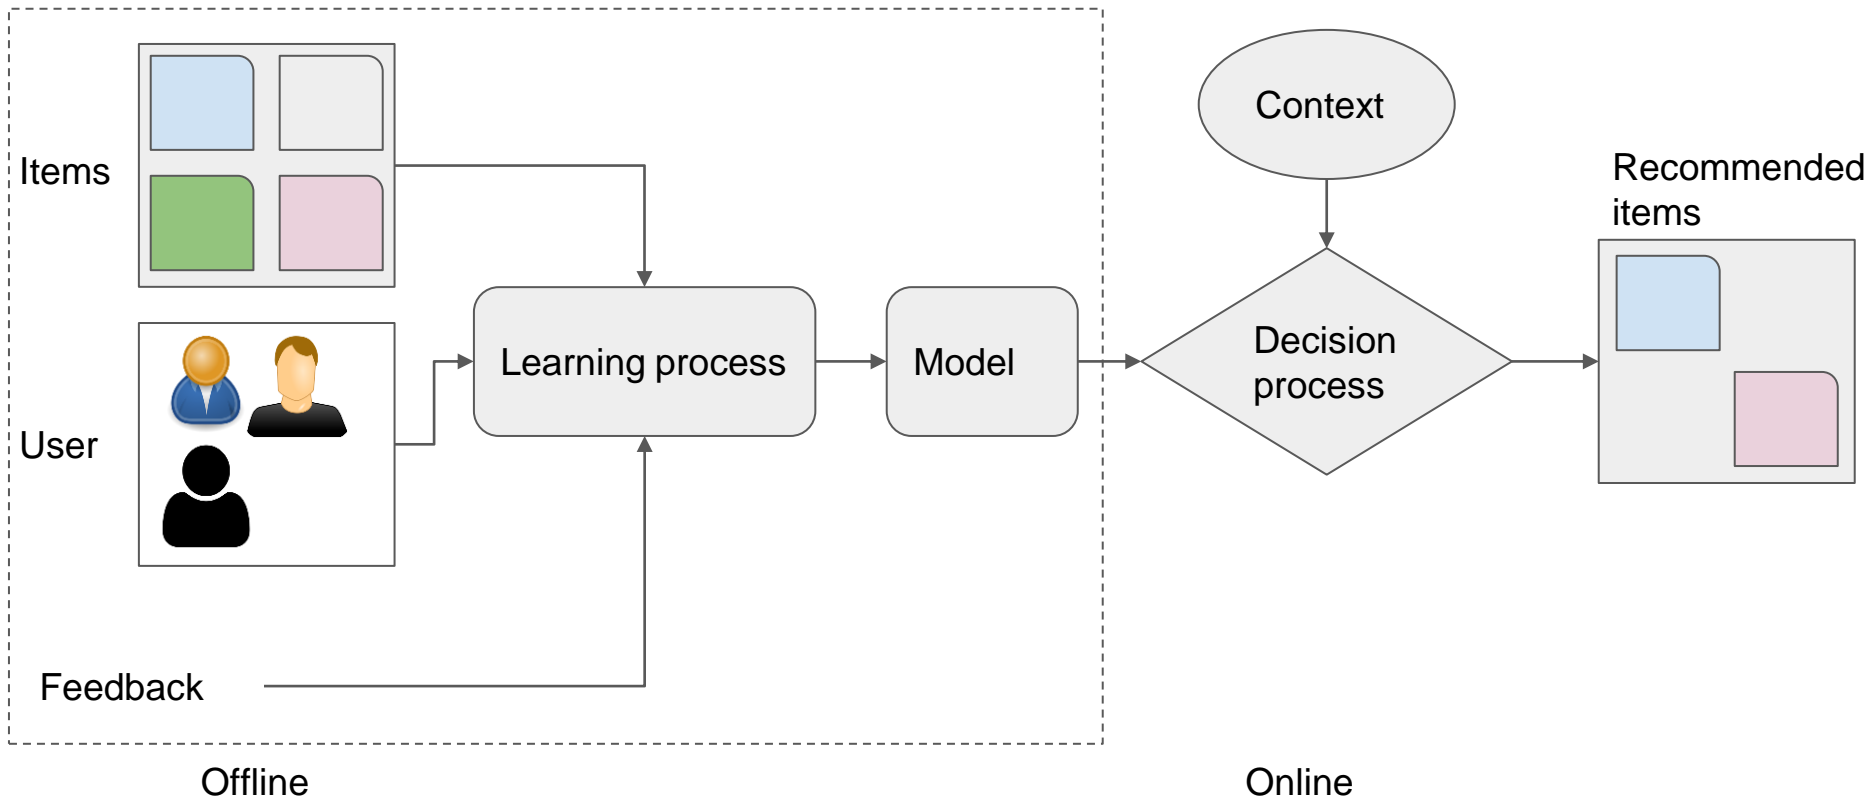 Items
User
Feedback
Learning process
Model
Context
Decision
process
Recommended
items
Offline
Online